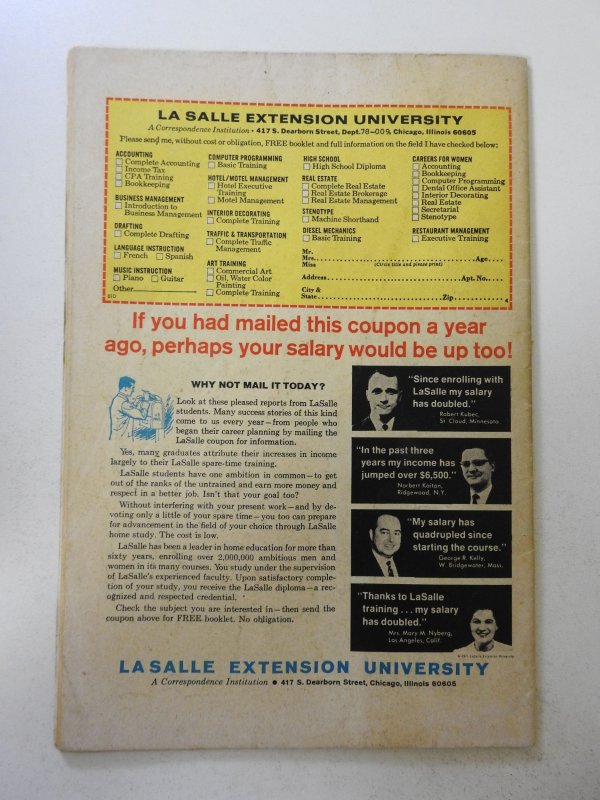 LA SALLE EXTENSION UNIVERSITY
A Correspondence Institution • 417 S. Dearborn Street, Dept. 78-009, Chicago, Illinois 60605
Please send me, without cost or obligation, FREE booklet and full information on the field I have checked below:
ACCOUNTING
Complete Accounting
Income Tax
CPA Training
Bookkeeping
BUSINESS MANAGEMENT
Introduction to
Business Management
DRAFTING
Complete Drafting
LANGUAGE INSTRUCTION
French Spanish
MUSIC INSTRUCTION
Piano Guitar
Other
COMPUTER PROGRAMMING
Basic Training
HOTEL/MOTEL MANAGEMENT
Hotel Executive
Training
Motel Management
INTERIOR DECORATING
Complete Training
TRAFFIC & TRANSPORTATION
Complete Traffic
Management
ART TRAINING
Commercial Art
Oil, Water Color
Painting
Complete Training
HIGH SCHOOL
High School Diploma
REAL ESTATE
Complete Real Estate
Real Estate Brokerage
Real Estate Management
STENOTYPE
Machine Shorthand
DIESEL MECHANICS
Basic Training
CAREERS FOR WOMEN
Accounting
Bookkeeping
Computer Programming
Dental Office Assistant
Interior Decorating
Real Estate
Secretarial
Stenotype
RESTAURANT MANAGEMENT
Executive Training
Mr.
Mrs. Age
Miss (Circle title and please print)
Address Apt. No.
City &
State Zip 4
If you had mailed this coupon a year
ago, perhaps your salary would be up too!
WHY NOT MAIL IT TODAY?
Look at these pleased reports from LaSalle
students. Many success stories of this kind
come to us every year—from people who
began their career planning by mailing the
LaSalle coupon for information.
Yes, many graduates attribute their increases in income
largely to their LaSalle spare-time training.
LaSalle students have one ambition in common—to get
out of the ranks of the untrained and earn more money and
respect in a better job. Isn't that your goal too?
Without interfering with your present work—and by de-
voting only a little of your spare time—you too can prepare
for advancement in the field of your choice through LaSalle
home study. The cost is low.
LaSalle has been a leader in home education for more than
sixty years, enrolling over 2,000,000 ambitious men and
women in its many courses. You study under the supervision
of LaSalle's experienced faculty. Upon satisfactory comple-
tion of your study, you receive the LaSalle diploma—a rec-
ognized and respected credential.
Check the subject you are interested in—then send the
coupon above for FREE booklet. No obligation.
"Since enrolling with
LaSalle my salary
has doubled."
Robert Kubec,
St. Cloud, Minnesota
"In the past three
years my income has
jumped over $6,500."
Norbert Kaitan,
Ridgewood, N.Y.
"My salary has
quadrupled since
starting the course."
George R. Kelly,
W. Bridgewater, Mass.
"Thanks to LaSalle
training . . . my salary
has doubled."
Mrs. Mary M. Nyberg,
Los Angeles, Calif.
LASALLE EXTENSION UNIVERSITY
A Correspondence Institution • 417 S. Dearborn Street, Chicago, Illinois 60605